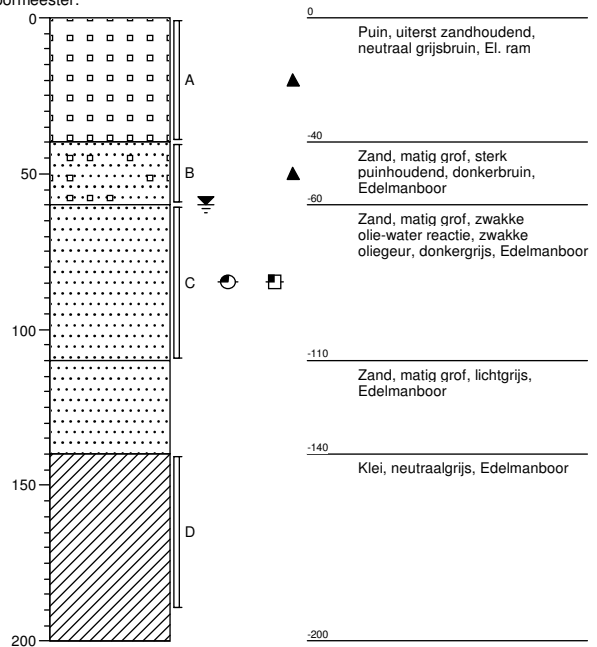 0
0
Puin, uiterst zandhoudend,
neutraal grijsbruin, El. ram
A
-40
Zand, matig grof, sterk
puinhoudend, donkerbruin,
Edelmanboor
50
B
-60
Zand, matig grof, zwakke
olie-water reactie, zwakke
oliegeur, donkergrijs, Edelmanboor
C
100
-110
Zand, matig grof, lichtgrijs,
Edelmanboor
-140
Klei, neutraalgrijs, Edelmanboor
150
D
200
-200